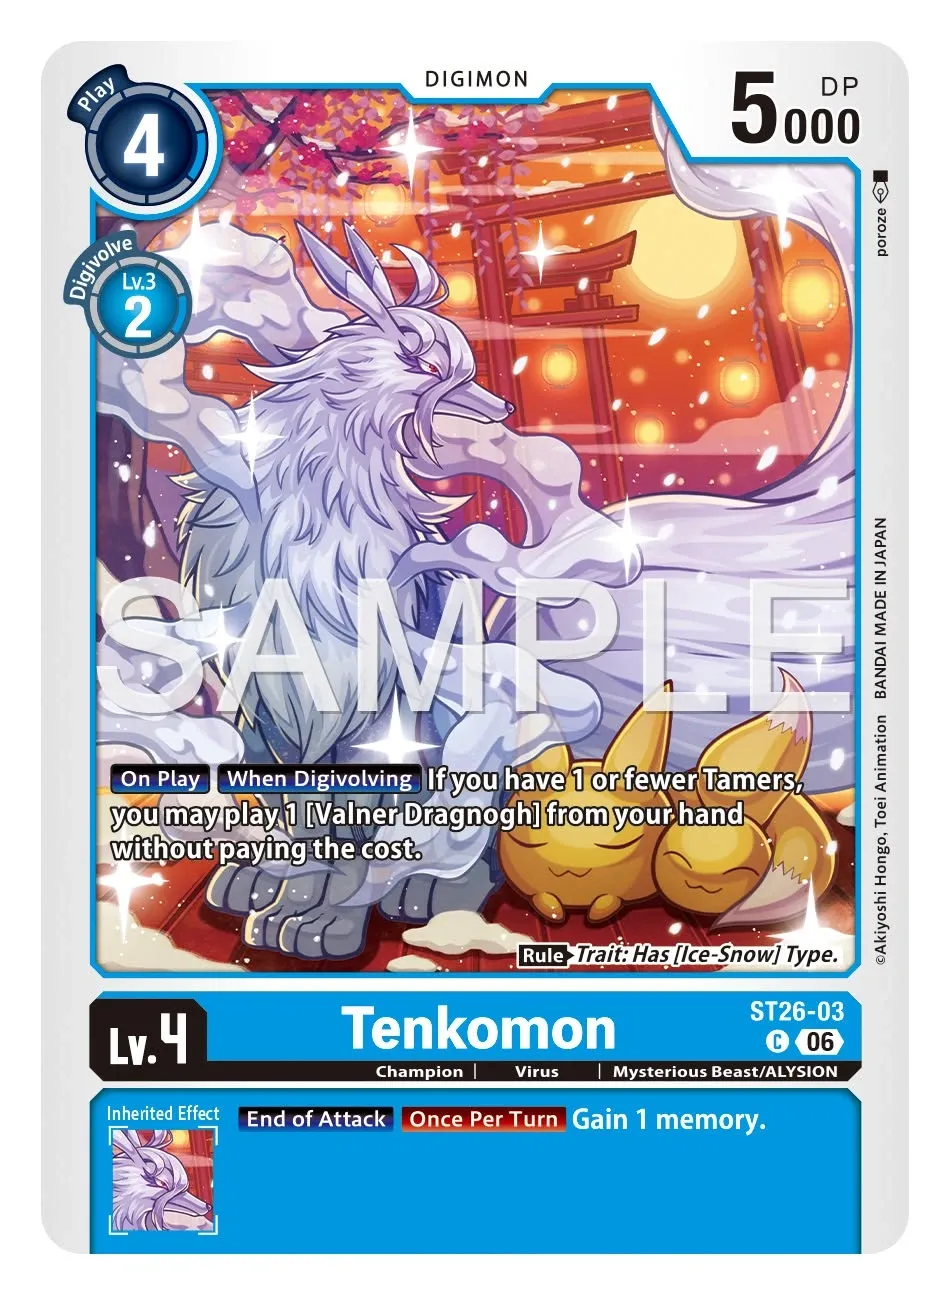 DIGIMON
Play
4
5000
DP
Digivolve
Lv.3
2
poroze
SAMPLE
On Play When Digivolving If you have 1 or fewer Tamers,
you may play 1 [Valner Dragnogh] from your hand
without paying the cost.
Rule Trait: Has [Ice-Snow] Type.
©Akiyoshi Hongo, Toei Animation BANDAI MADE IN JAPAN
Lv.4
Tenkomon
ST26-03
C 06
Champion | Virus | Mysterious Beast/ALYSION
Inherited Effect
End of Attack Once Per Turn Gain 1 memory.